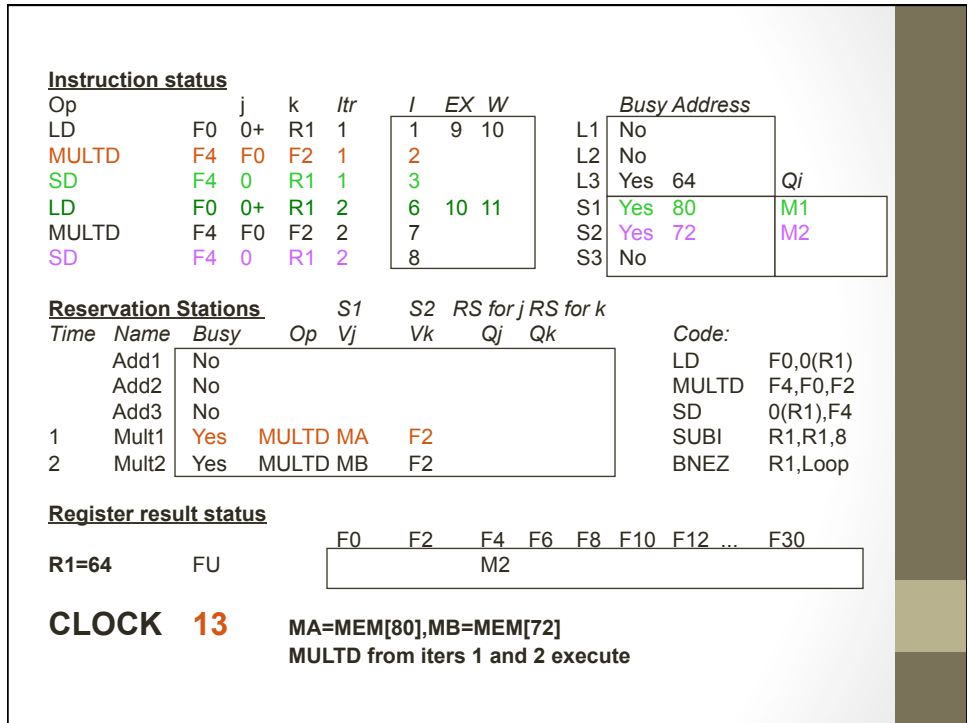 Instruction status
Op j k Itr I EX W Busy Address
LD F0 0+ R1 1 1 9 10 L1 No
MULTD F4 F0 F2 1 2 L2 No
SD F4 0 R1 1 3 L3 Yes 64 Qi
LD F0 0+ R1 2 6 10 11 S1 Yes 80 M1
MULTD F4 F0 F2 2 7 S2 Yes 72 M2
SD F4 0 R1 2 8 S3 No
Reservation Stations S1 S2 RS for j RS for k
Time Name Busy Op Vj Vk Qj Qk Code:
Add1 No LD F0,0(R1)
Add2 No MULTD F4,F0,F2
Add3 No SD 0(R1),F4
1 Mult1 Yes MULTD MA F2 SUBI R1,R1,8
2 Mult2 Yes MULTD MB F2 BNEZ R1,Loop
Register result status
F0 F2 F4 F6 F8 F10 F12 ... F30
R1=64 FU M2
CLOCK 13 MA=MEM[80],MB=MEM[72]
MULTD from iters 1 and 2 execute